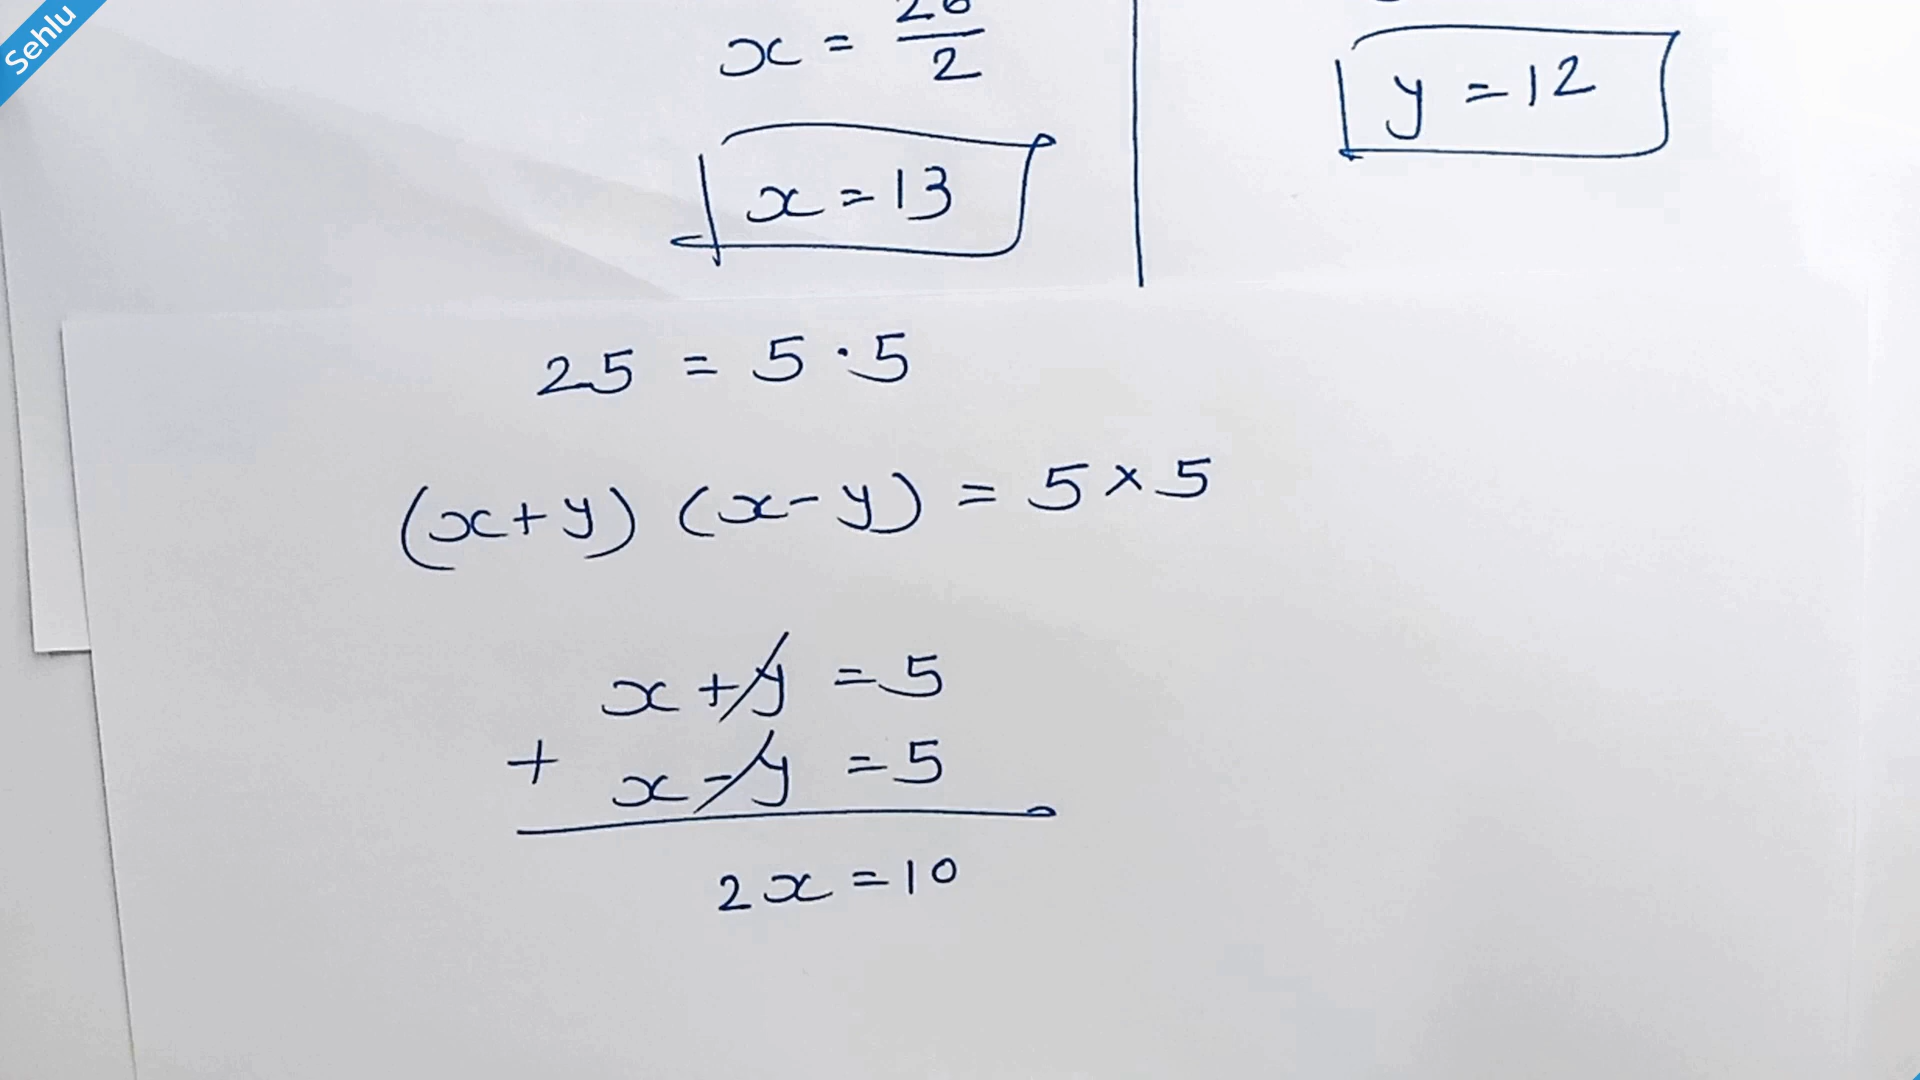 Sehlu
x = 26/2
x = 13
y = 12
25 = 5 · 5
(x+y) (x-y) = 5 × 5
x + y = 5
+ x - y = 5
2x = 10